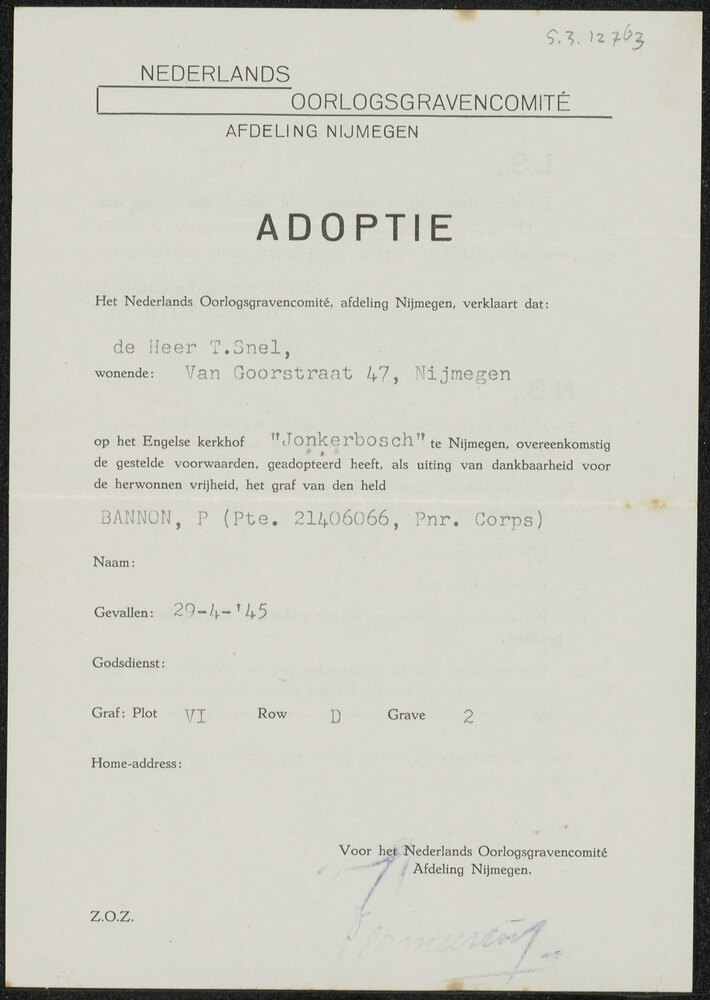 5.3.12763
NEDERLANDS
OORLOGSGRAVENCOMITÉ
AFDELING NIJMEGEN
ADOPTIE
Het Nederlands Oorlogsgravencomité, afdeling Nijmegen, verklaart dat:
de Heer T.Snel,
wonende: Van Goorstraat 47, Nijmegen
op het Engelse kerkhof "Jonkerbosch" te Nijmegen, overeenkomstig
de gestelde voorwaarden, geadopteerd heeft, als uiting van dankbaarheid voor
de herwonnen vrijheid, het graf van den held
BANNON, P (Pte. 21406066, Pnr. Corps)
Naam:
Gevallen: 29-4-'45
Godsdienst:
Graf: Plot VI Row D Grave 2
Home-address:
Voor het Nederlands Oorlogsgravencomité
Afdeling Nijmegen.
Z.O.Z.